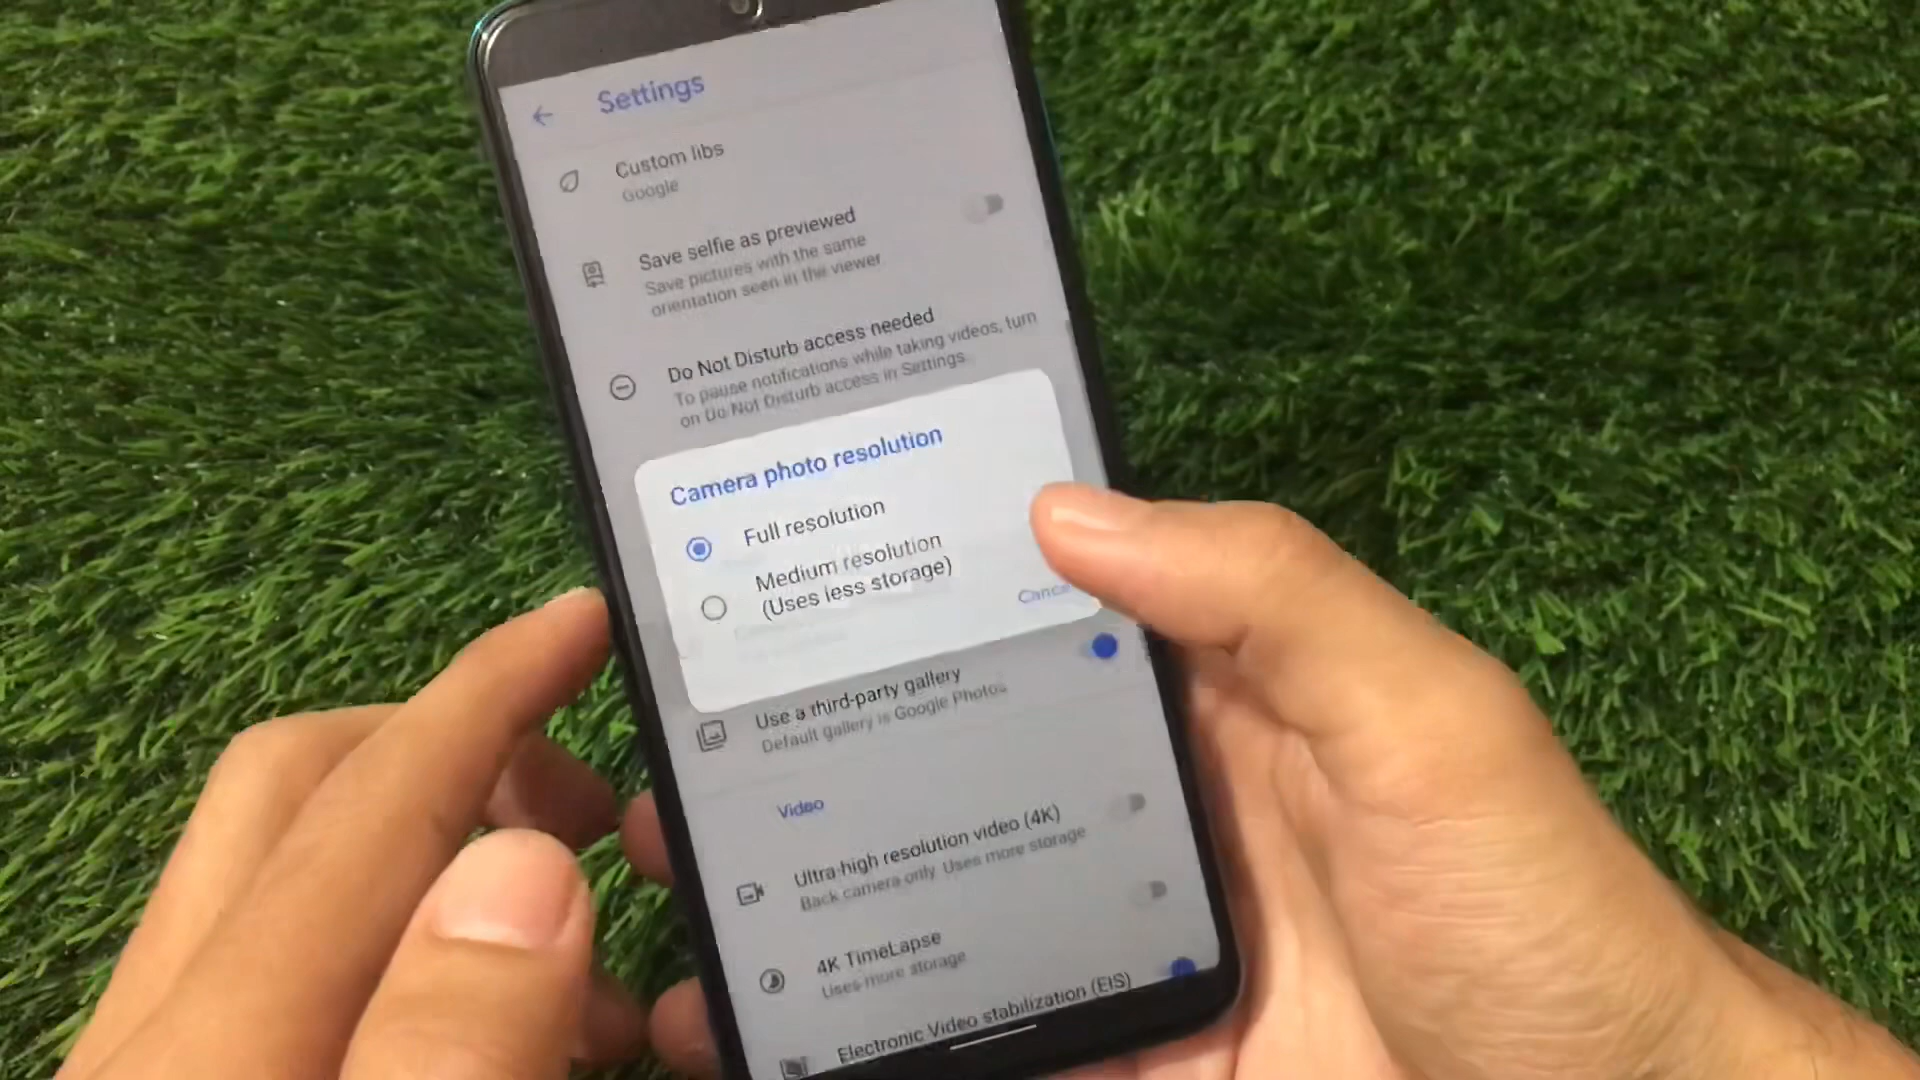 Settings
Custom libs
Google
Save selfie as previewed
Save pictures with the same
orientation seen in the viewer
Do Not Disturb access needed
To pause notifications while taking videos, turn
on Do Not Disturb access in Settings
Camera photo resolution
Full resolution
Medium resolution
(Uses less storage)
Use a third-party gallery
Default gallery is Google Photos
Video
Ultra-high resolution video (4K)
Back camera only. Uses more storage
4K TimeLapse
Uses more storage
Electronic Video stabilization (EIS)